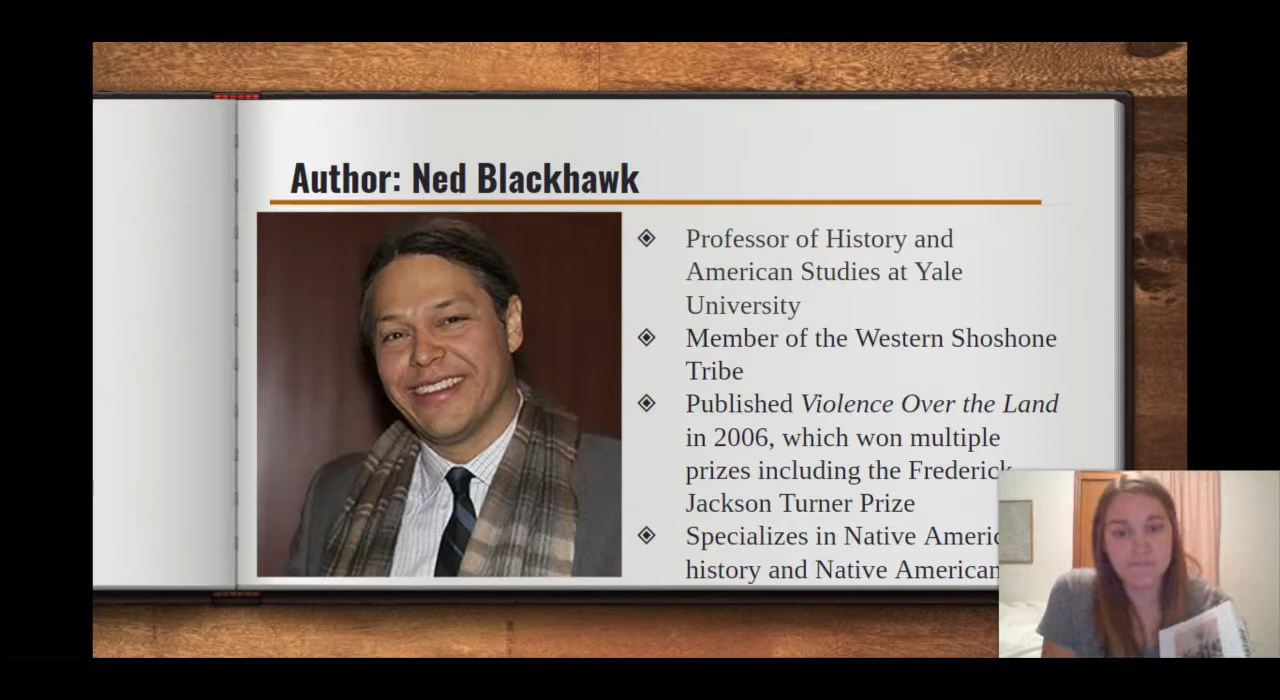 Author: Ned Blackhawk
Professor of History and
American Studies at Yale
University
Member of the Western Shoshone
Tribe
Published Violence Over the Land
in 2006, which won multiple
prizes including the Frederick
Jackson Turner Prize
Specializes in Native
history and Native American